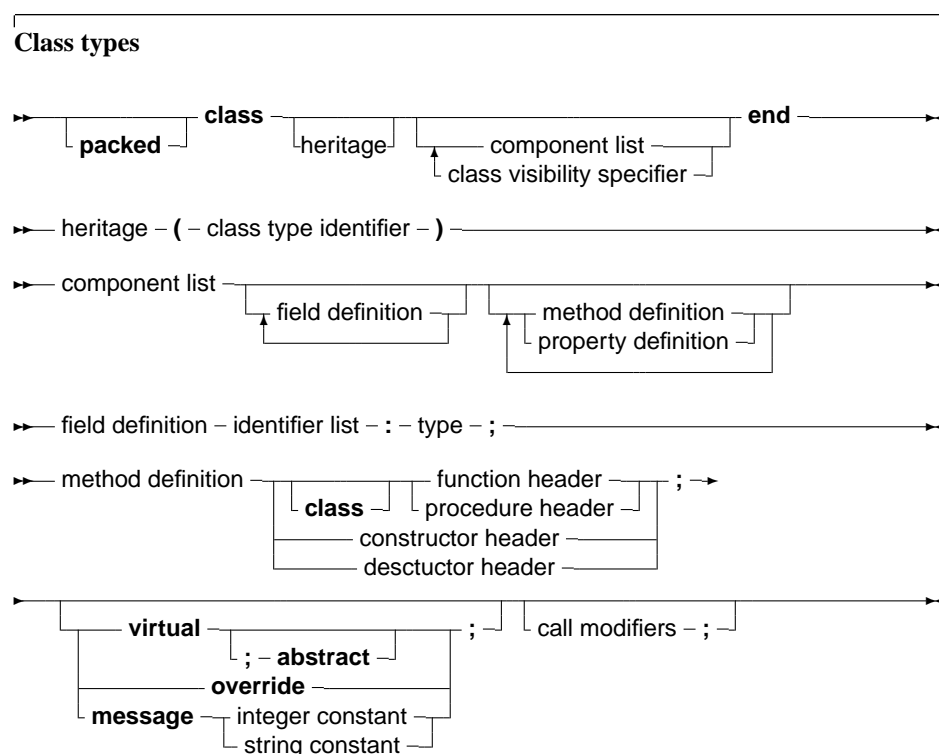 Class types
class end
packed heritage component list
class visibility specifier
heritage – ( – class type identifier – )
component list
field definition method definition
property definition
field definition – identifier list – : – type – ;
method definition function header ;
class procedure header
constructor header
desctuctor header
virtual ; call modifiers – ;
; – abstract
override
message integer constant
string constant